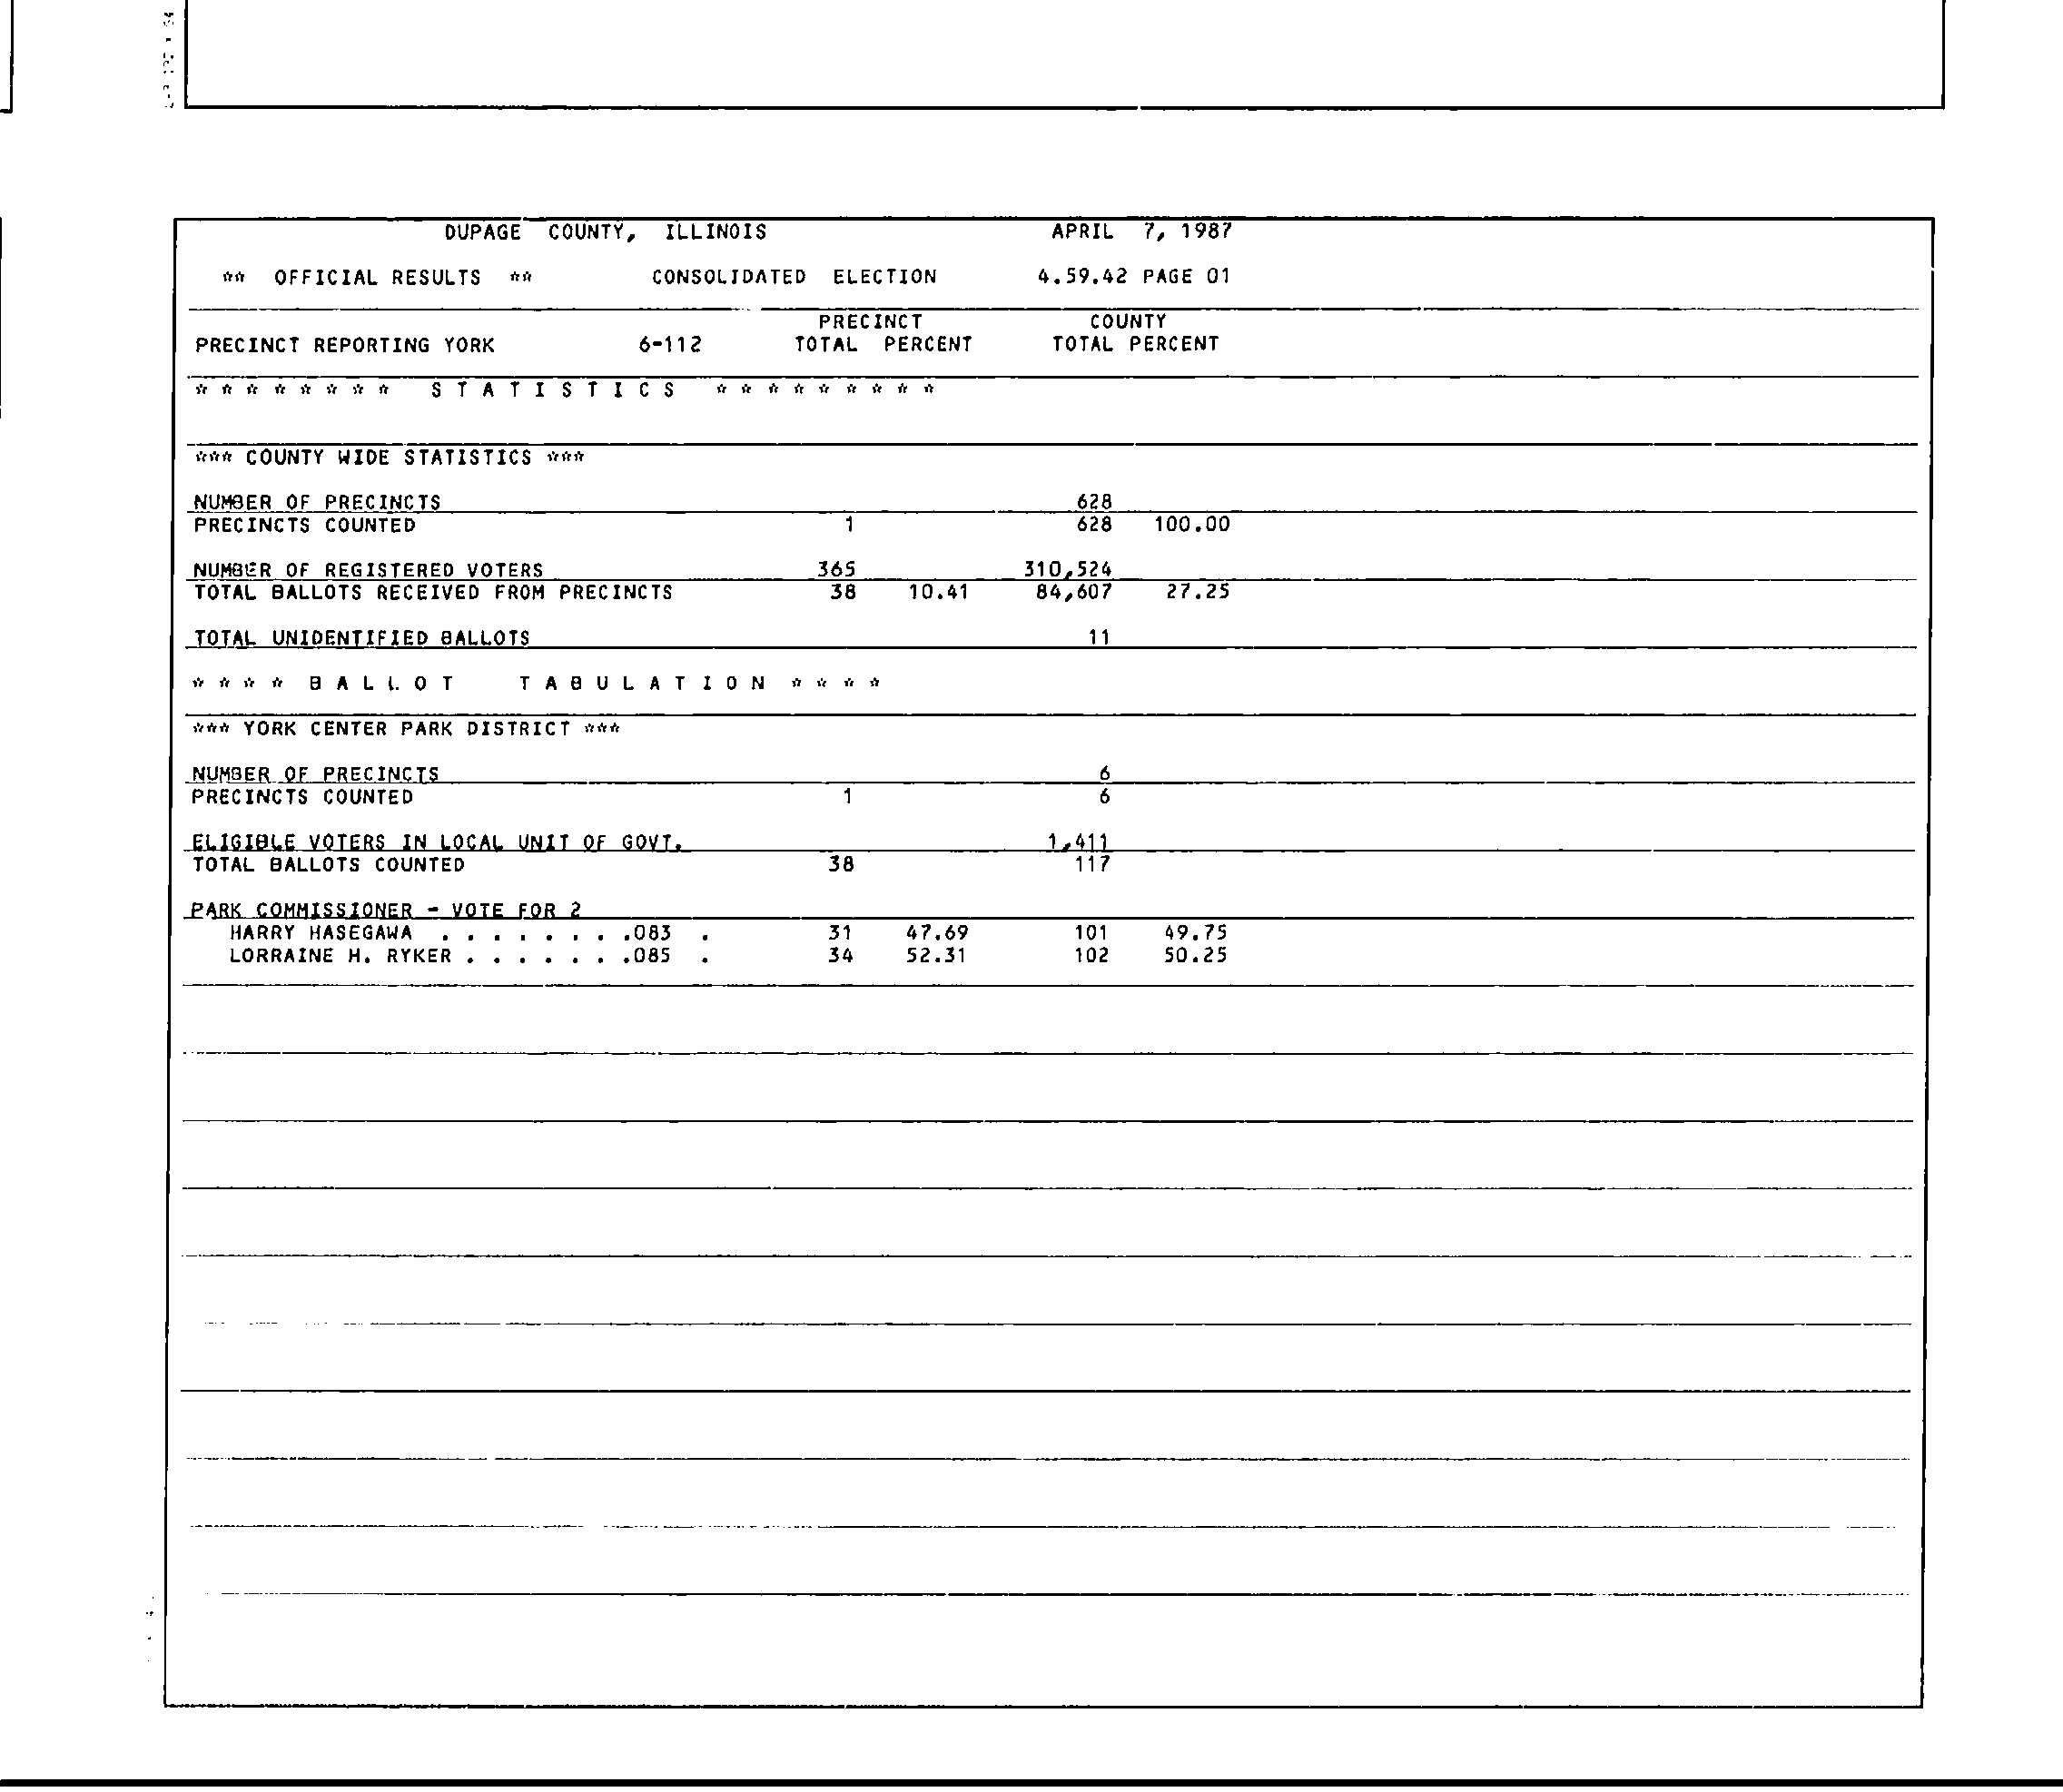 DUPAGE COUNTY, ILLINOIS APRIL 7, 1987
** OFFICIAL RESULTS ** CONSOLIDATED ELECTION 4.59.42 PAGE 01
PRECINCT COUNTY
PRECINCT REPORTING YORK 6-112 TOTAL PERCENT TOTAL PERCENT
* * * * * * * * S T A T I S T I C S * * * * * * * * *
*** COUNTY WIDE STATISTICS ***
NUMBER OF PRECINCTS 628
PRECINCTS COUNTED 1 628 100.00
NUMBER OF REGISTERED VOTERS 365 310,524
TOTAL BALLOTS RECEIVED FROM PRECINCTS 38 10.41 84,607 27.25
TOTAL UNIDENTIFIED BALLOTS 11
* * * * B A L L O T T A B U L A T I O N * * * *
*** YORK CENTER PARK DISTRICT ***
NUMBER OF PRECINCTS 6
PRECINCTS COUNTED 1 6
ELIGIBLE VOTERS IN LOCAL UNIT OF GOVT. 1,411
TOTAL BALLOTS COUNTED 38 117
PARK COMMISSIONER - VOTE FOR 2
HARRY HASEGAWA . . . . . . . .083 . 31 47.69 101 49.75
LORRAINE H. RYKER . . . . . . .085 . 34 52.31 102 50.25